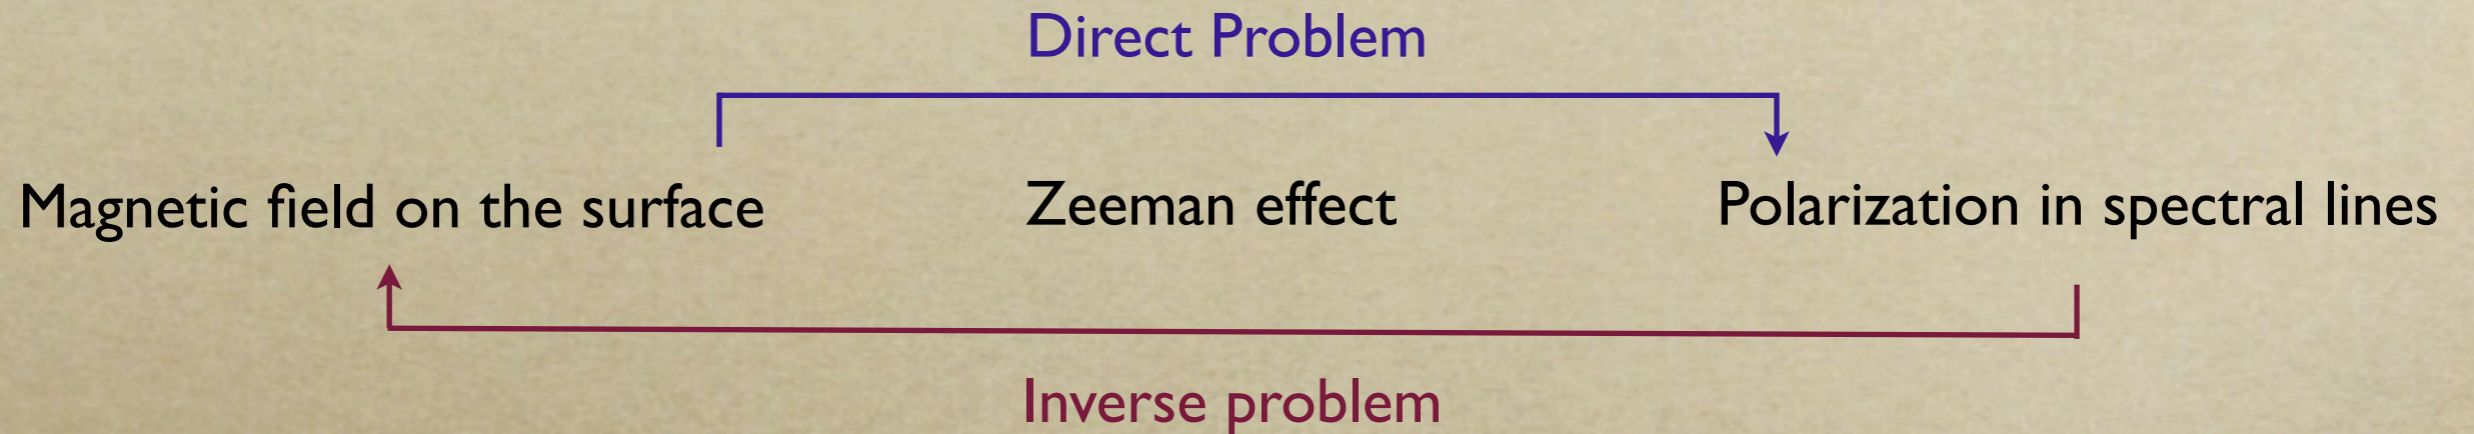 Direct Problem
Magnetic field on the surface
Zeeman effect
Polarization in spectral lines
Inverse problem